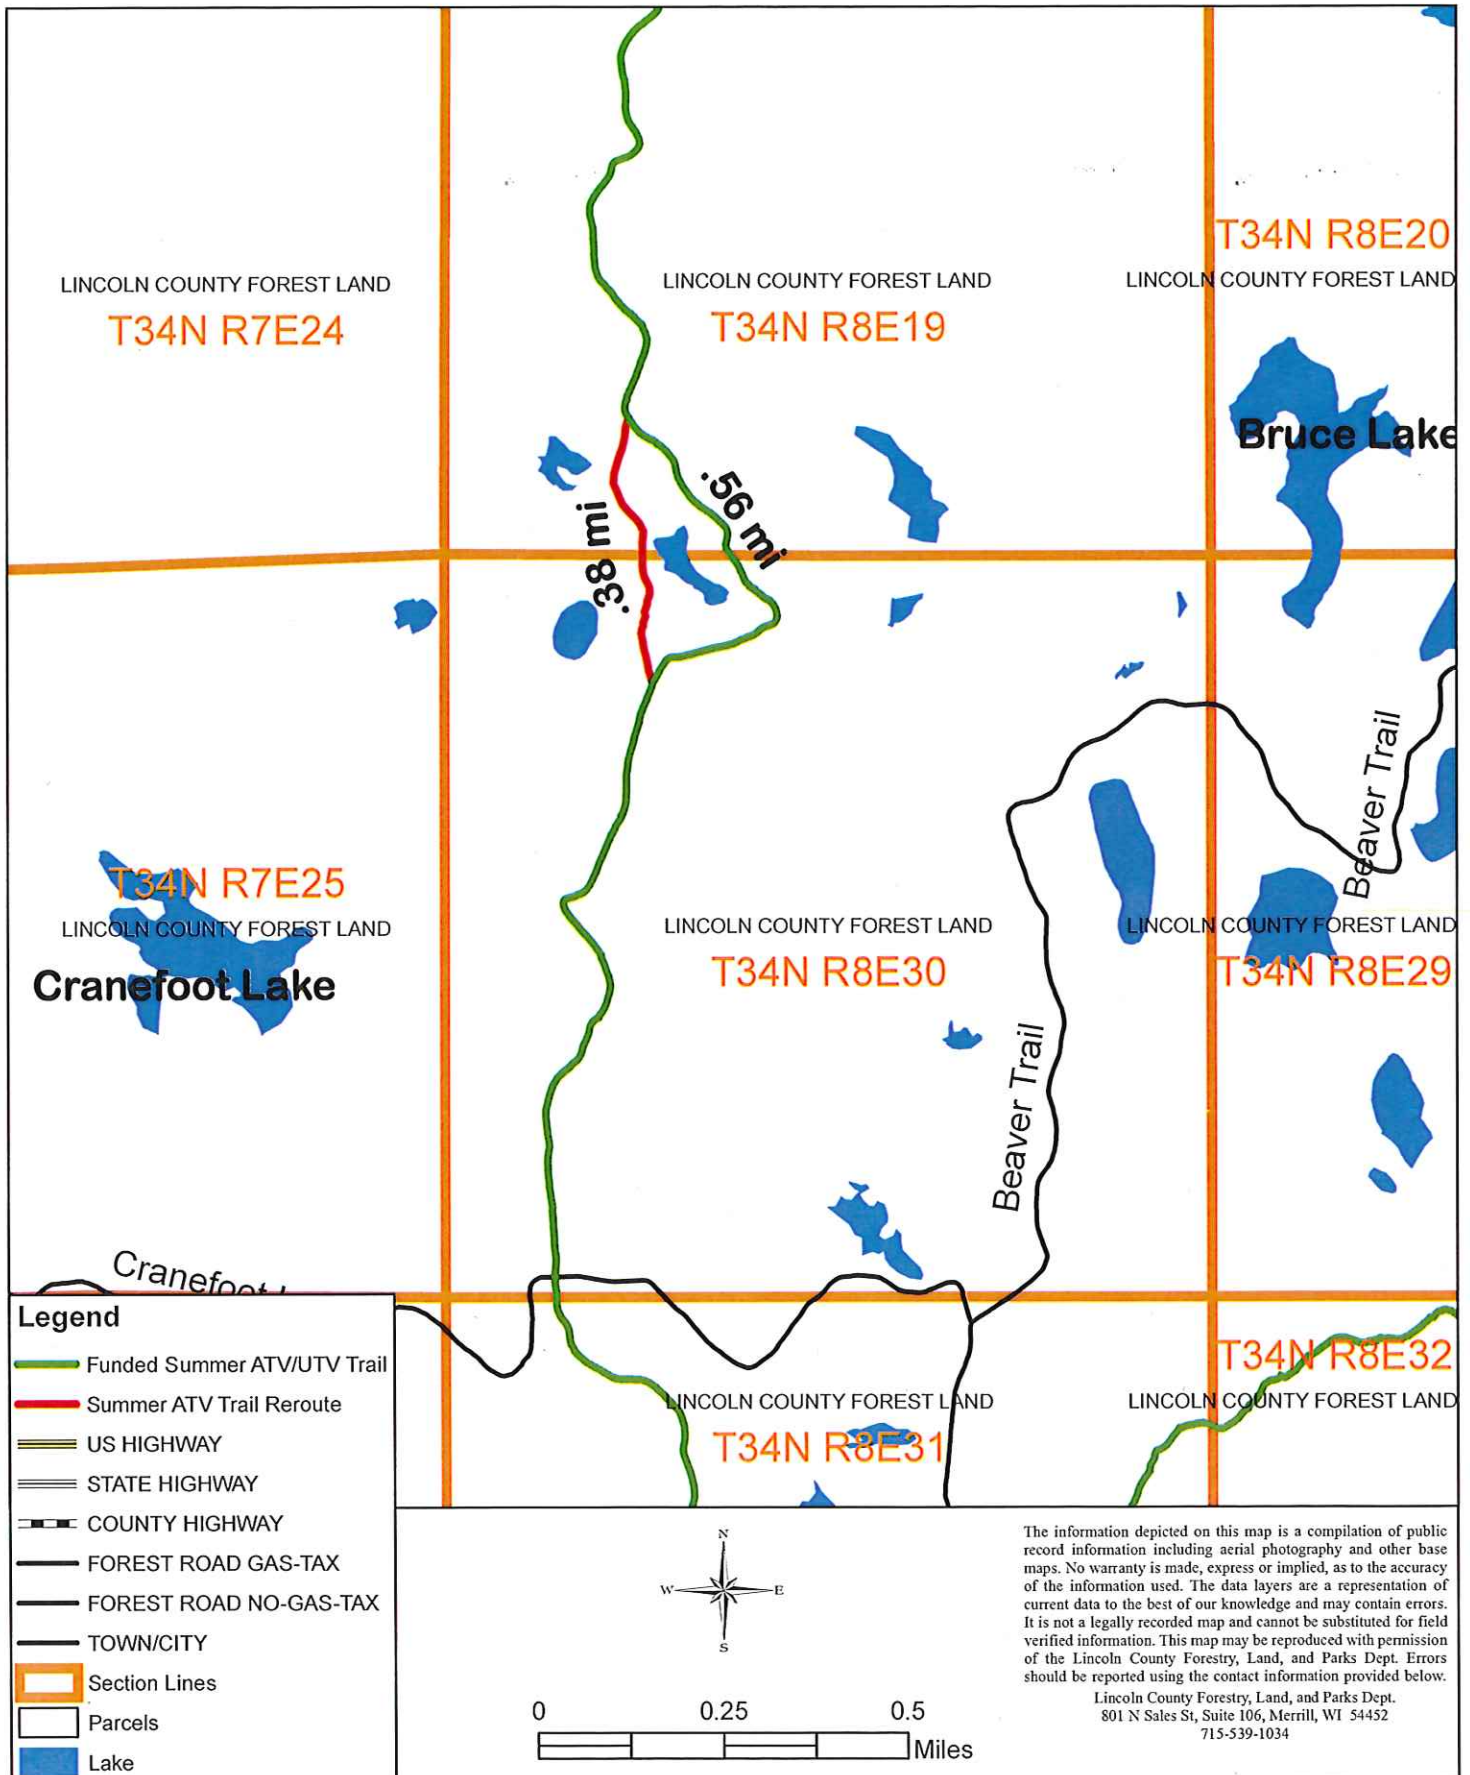 T34N R8E20
LINCOLN COUNTY FOREST LAND
LINCOLN COUNTY FOREST LAND
LINCOLN COUNTY FOREST LAND
T34N R7E24
T34N R8E19
Bruce Lake
.56 mi
.38 mi
Beaver Trail
T34N R7E25
LINCOLN COUNTY FOREST LAND
LINCOLN COUNTY FOREST LAND
LINCOLN COUNTY FOREST LAND
Cranefoot Lake
T34N R8E30
T34N R8E29
Beaver Trail
Cranefoot L
T34N R8E32
LINCOLN COUNTY FOREST LAND
LINCOLN COUNTY FOREST LAND
T34N R8E31
Legend
Funded Summer ATV/UTV Trail
Summer ATV Trail Reroute
US HIGHWAY
STATE HIGHWAY
COUNTY HIGHWAY
FOREST ROAD GAS-TAX
FOREST ROAD NO-GAS-TAX
TOWN/CITY
Section Lines
Parcels
Lake
N
W
E
S
0 0.25 0.5
Miles
The information depicted on this map is a compilation of public
record information including aerial photography and other base
maps. No warranty is made, express or implied, as to the accuracy
of the information used. The data layers are a representation of
current data to the best of our knowledge and may contain errors.
It is not a legally recorded map and cannot be substituted for field
verified information. This map may be reproduced with permission
of the Lincoln County Forestry, Land, and Parks Dept. Errors
should be reported using the contact information provided below.
Lincoln County Forestry, Land, and Parks Dept.
801 N Sales St, Suite 106, Merrill, WI 54452
715-539-1034